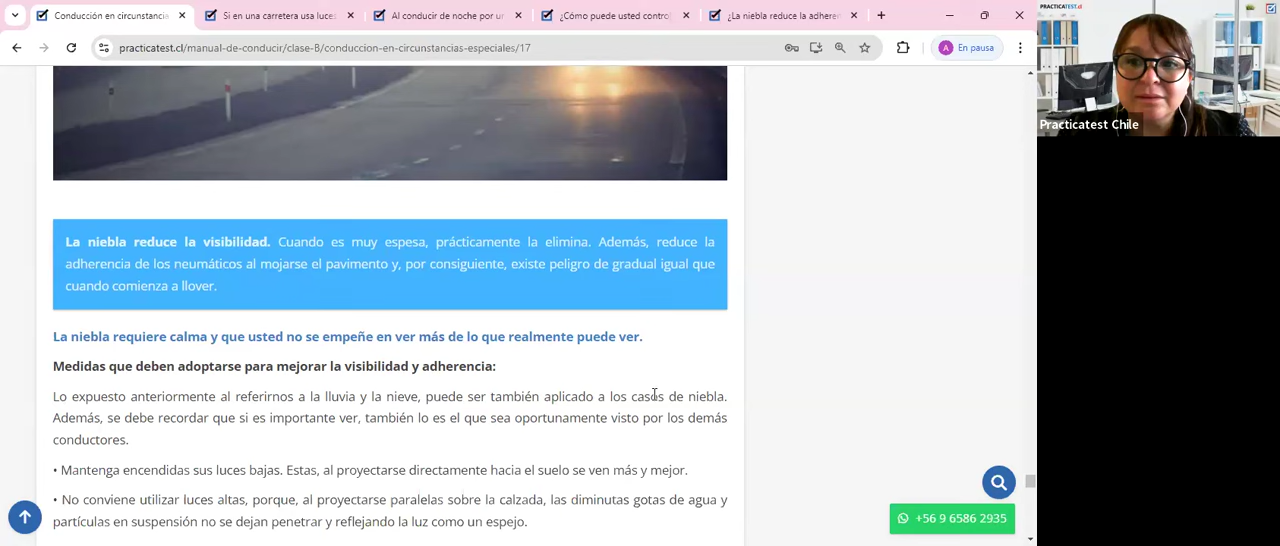 Conducción en circunstancia
Si en una carretera usa luces
Al conducir de noche por ur
¿Cómo puede usted contro
¿La niebla reduce la adheren
practicatest.cl/manual-de-conducir/clase-B/conduccion-en-circunstancias-especiales/17
A En pausa
PRACTICATEST.cl
Practicatest Chile
La niebla reduce la visibilidad. Cuando es muy espesa, prácticamente la elimina. Además, reduce la
adherencia de los neumáticos al mojarse el pavimento y, por consiguiente, existe peligro de gradual igual que
cuando comienza a llover.
La niebla requiere calma y que usted no se empeñe en ver más de lo que realmente puede ver.
Medidas que deben adoptarse para mejorar la visibilidad y adherencia:
Lo expuesto anteriormente al referirnos a la lluvia y la nieve, puede ser también aplicado a los casos de niebla.
Además, se debe recordar que si es importante ver, también lo es el que sea oportunamente visto por los demás
conductores.
• Mantenga encendidas sus luces bajas. Estas, al proyectarse directamente hacia el suelo se ven más y mejor.
• No conviene utilizar luces altas, porque, al proyectarse paralelas sobre la calzada, las diminutas gotas de agua y
partículas en suspensión no se dejan penetrar y reflejando la luz como un espejo.
+56 9 6586 2935